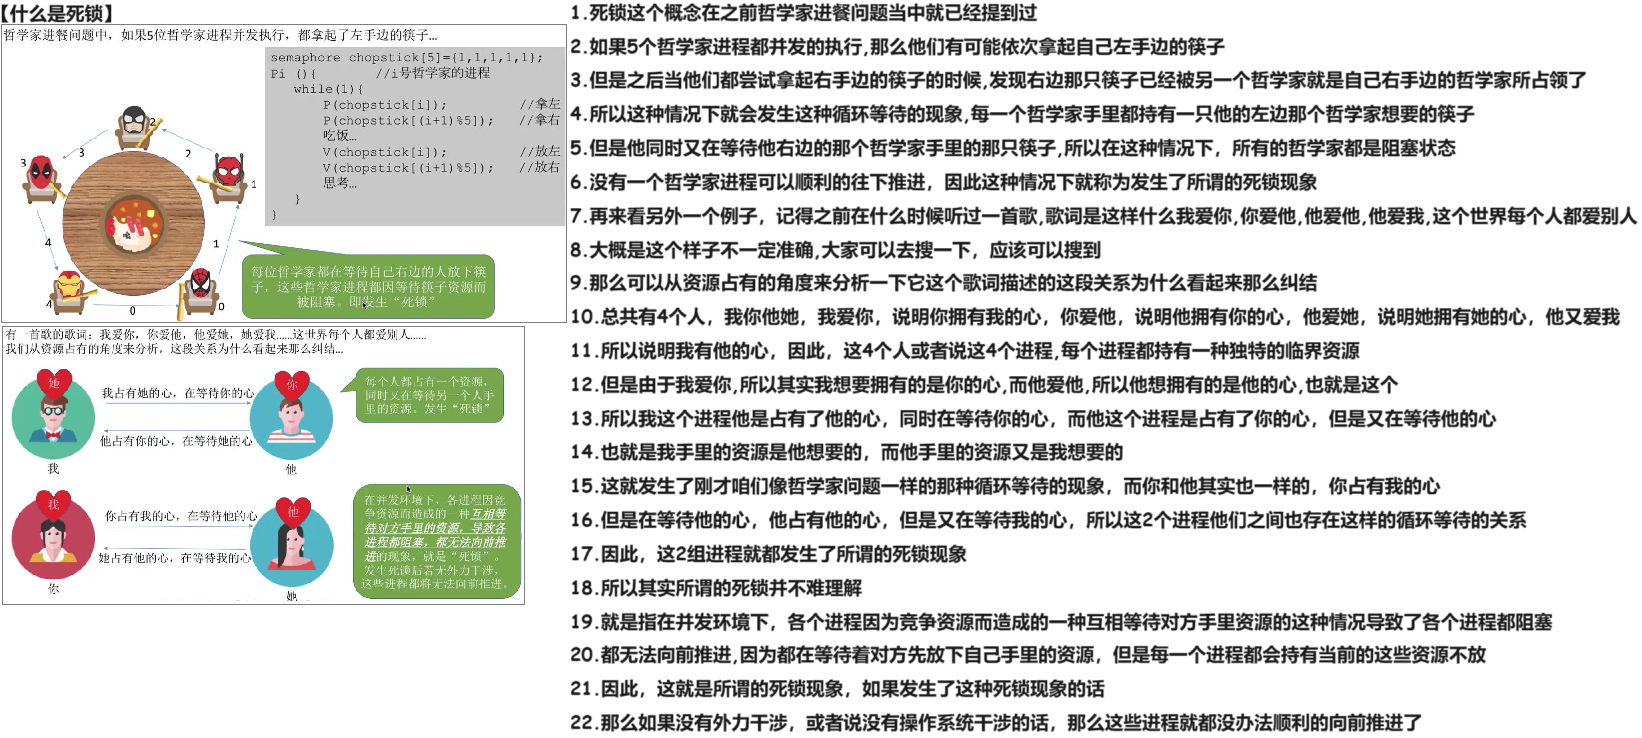 【什么是死锁】
哲学家进餐问题中，如果5位哲学家进程并发执行，都拿起了左手边的筷子…
semaphore chopstick[5]={1,1,1,1,1};
Pi (){ //i号哲学家的进程
while(1){
P(chopstick[i]); //拿左
P(chopstick[(i+1)%5]); //拿右
吃饭…
V(chopstick[i]); //放左
V(chopstick[(i+1)%5]); //放右
思考…
}
}
2
3
2
3
1
4
1
4
0
0
每位哲学家都在等待自己右边的人放下筷
子，这些哲学家进程都因等待筷子资源而
被阻塞。即发生“死锁”
有一首歌的歌词：我爱你，你爱他，他爱她，她爱我……这世界每个人都爱别人……
我们从资源占有的角度来分析，这段关系为什么看起来那么纠结…
她
你
我占有她的心，在等待你的心
他占有你的心，在等待她的心
我
他
每个人都占有一个资源，
同时又在等待另一个人手
里的资源。发生“死锁”
我
他
你占有我的心，在等待他的心
她占有他的心，在等待我的心
你
她
在并发环境下，各进程因竞
争资源而造成的一种互相等
待对方手里的资源，导致各
进程都阻塞，都无法向前推
进的现象，就是“死锁”。
发生死锁后若无外力干涉，
这些进程都将无法向前推进。
1.死锁这个概念在之前哲学家进餐问题当中就已经提到过
2.如果5个哲学家进程都并发的执行,那么他们有可能依次拿起自己左手边的筷子
3.但是之后当他们都尝试拿起右手边的筷子的时候,发现右边那只筷子已经被另一个哲学家就是自己右手边的哲学家所占领了
4.所以这种情况下就会发生这种循环等待的现象,每一个哲学家手里都持有一只他的左边那个哲学家想要的筷子
5.但是他同时又在等待他右边的那个哲学家手里的那只筷子,所以在这种情况下，所有的哲学家都是阻塞状态
6.没有一个哲学家进程可以顺利的往下推进，因此这种情况下就称为发生了所谓的死锁现象
7.再来看另外一个例子，记得之前在什么时候听过一首歌,歌词是这样什么我爱你,你爱他,他爱他,他爱我,这个世界每个人都爱别人
8.大概是这个样子不一定准确,大家可以去搜一下，应该可以搜到
9.那么可以从资源占有的角度来分析一下它这个歌词描述的这段关系为什么看起来那么纠结
10.总共有4个人，我你他她，我爱你，说明你拥有我的心，你爱他，说明他拥有你的心，他爱她，说明她拥有她的心，他又爱我
11.所以说明我有他的心，因此，这4个人或者说这4个进程,每个进程都持有一种独特的临界资源
12.但是由于我爱你,所以其实我想要拥有的是你的心,而他爱他,所以他想拥有的是他的心,也就是这个
13.所以我这个进程他是占有了他的心，同时在等待你的心，而他这个进程是占有了你的心，但是又在等待他的心
14.也就是我手里的资源是他想要的，而他手里的资源又是我想要的
15.这就发生了刚才咱们像哲学家问题一样的那种循环等待的现象，而你和他其实也一样的，你占有我的心
16.但是在等待他的心，他占有他的心，但是又在等待我的心，所以这2个进程他们之间也存在这样的循环等待的关系
17.因此，这2组进程就都发生了所谓的死锁现象
18.所以其实所谓的死锁并不难理解
19.就是指在并发环境下，各个进程因为竞争资源而造成的一种互相等待对方手里资源的这种情况导致了各个进程都阻塞
20.都无法向前推进,因为都在等待着对方先放下自己手里的资源，但是每一个进程都会持有当前的这些资源不放
21.因此，这就是所谓的死锁现象，如果发生了这种死锁现象的话
22.那么如果没有外力干涉，或者说没有操作系统干涉的话，那么这些进程就都没办法顺利的向前推进了